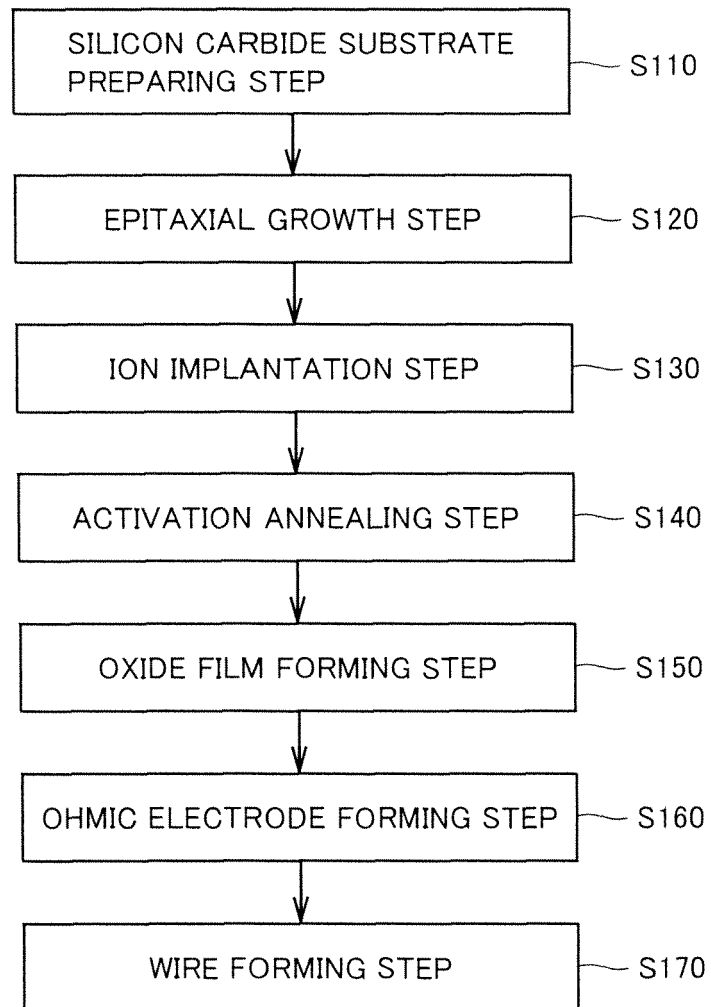 SILICON CARBIDE SUBSTRATE
PREPARING STEP
S110
EPITAXIAL GROWTH STEP
S120
ION IMPLANTATION STEP
S130
ACTIVATION ANNEALING STEP
S140
OXIDE FILM FORMING STEP
S150
OHMIC ELECTRODE FORMING STEP
S160
WIRE FORMING STEP
S170